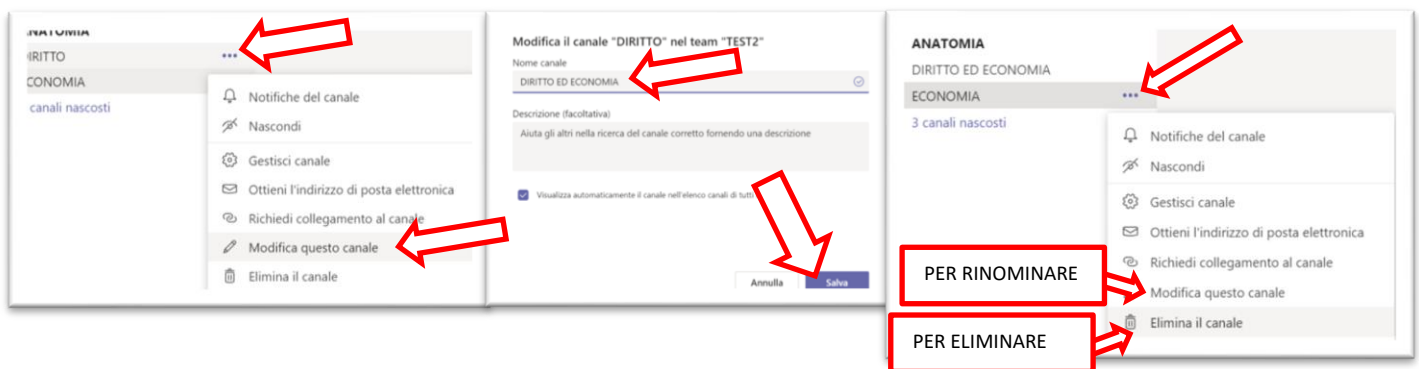 ANATOMIA
IRITTO
CONOMIA
canali nascosti
Notifiche del canale
Nascondi
Gestisci canale
Ottieni l'indirizzo di posta elettronica
Richiedi collegamento al canale
Modifica questo canale
Elimina il canale
Modifica il canale "DIRITTO" nel team "TEST2"
Nome canale
DIRITTO ED ECONOMIA
Descrizione (facoltativa)
Aiuta gli altri nella ricerca del canale corretto fornendo una descrizione
Visualizza automaticamente il canale nell'elenco canali di tutti
Annulla
Salva
ANATOMIA
DIRITTO ED ECONOMIA
ECONOMIA
3 canali nascosti
Notifiche del canale
Nascondi
Gestisci canale
Ottieni l'indirizzo di posta elettronica
Richiedi collegamento al canale
Modifica questo canale
Elimina il canale
PER RINOMINARE
PER ELIMINARE